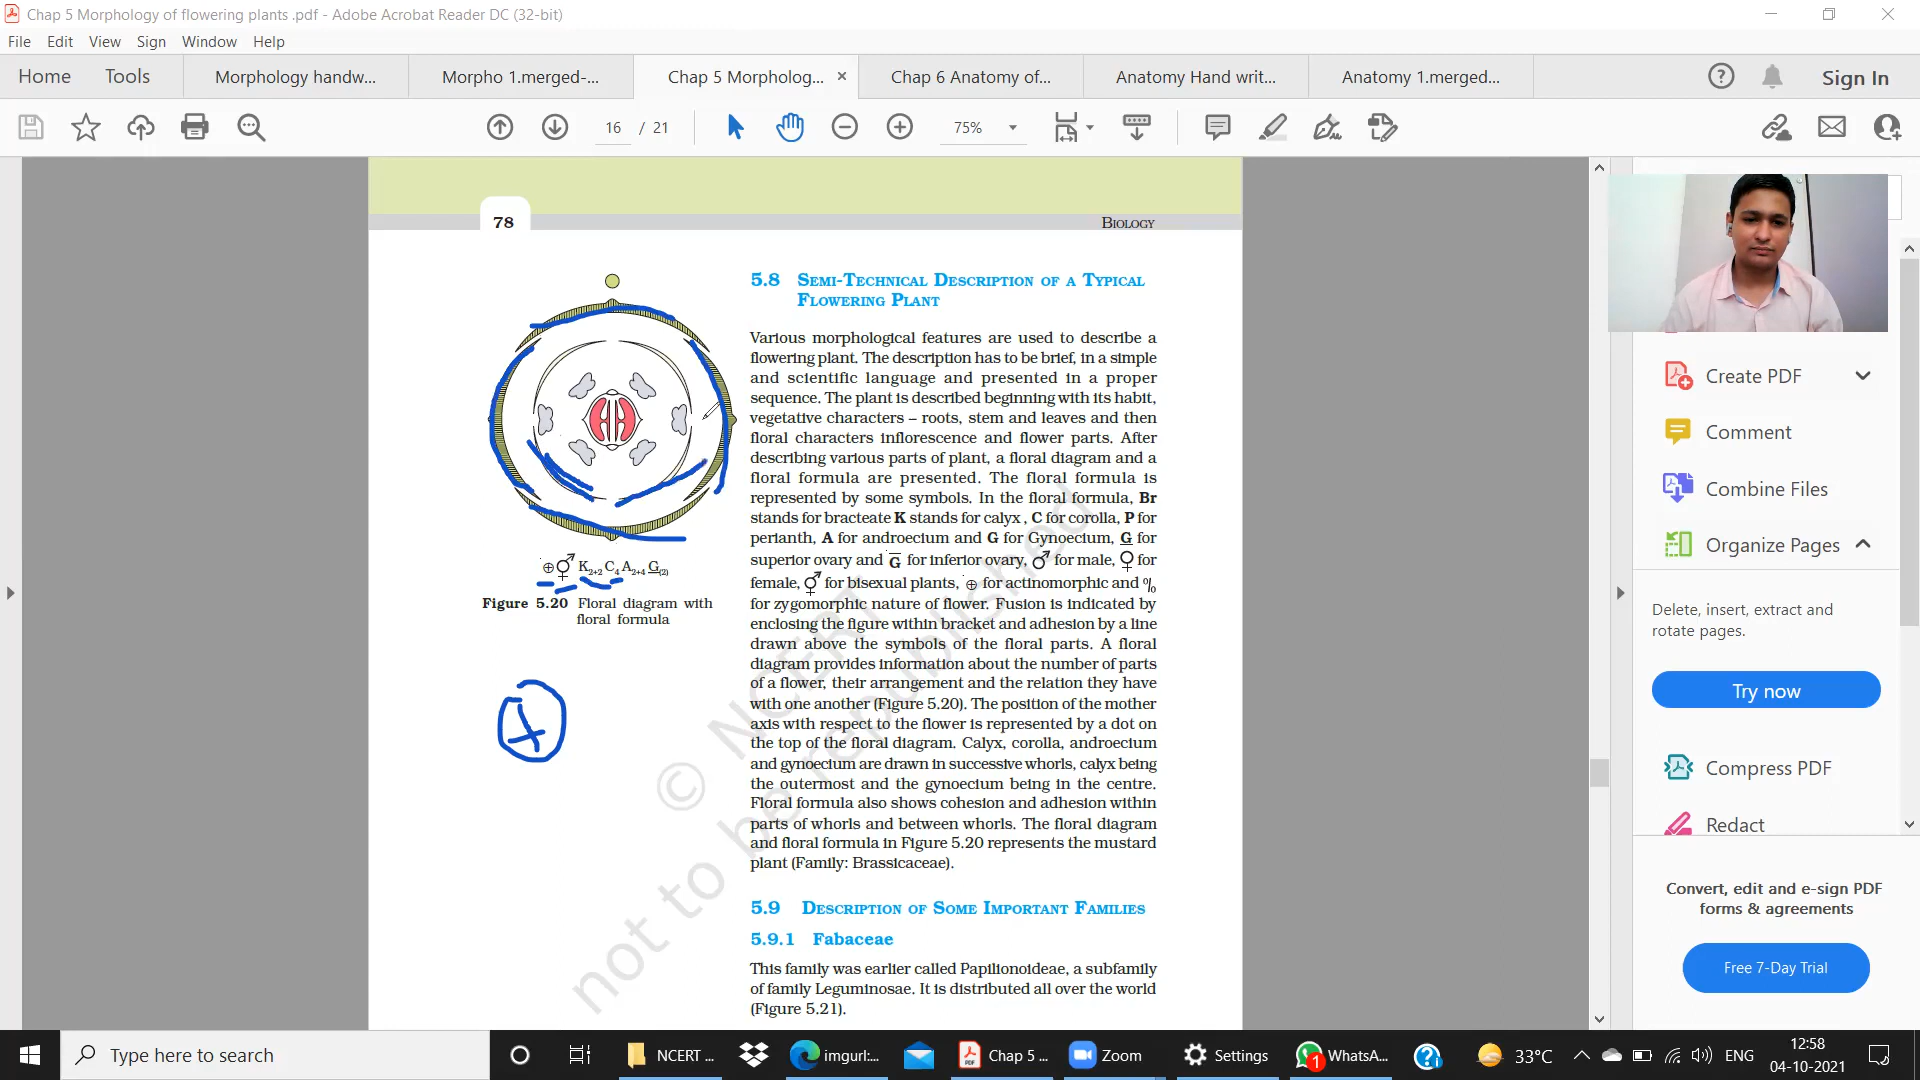 Chap 5 Morphology of flowering plants .pdf - Adobe Acrobat Reader DC (32-bit)
File Edit View Sign Window Help
Home Tools Morphology handw... Morpho 1.merged-... Chap 5 Morpholog... × Chap 6 Anatomy of... Anatomy Hand writ... Anatomy 1.merged... Sign In
16 / 21 75%
78
BIOLOGY
⊕ ⚥ K2+2 C4 A2+4 G(2)
Figure 5.20 Floral diagram with
floral formula
5.8 SEMI-TECHNICAL DESCRIPTION OF A TYPICAL
FLOWERING PLANT
Various morphological features are used to describe a
flowering plant. The description has to be brief, in a simple
and scientific language and presented in a proper
sequence. The plant is described beginning with its habit,
vegetative characters – roots, stem and leaves and then
floral characters inflorescence and flower parts. After
describing various parts of plant, a floral diagram and a
floral formula are presented. The floral formula is
represented by some symbols. In the floral formula, Br
stands for bracteate K stands for calyx , C for corolla, P for
perianth, A for androecium and G for Gynoecium, G for
superior ovary and G for inferior ovary, ♂ for male, ♀ for
female, ⚥ for bisexual plants, ⊕ for actinomorphic and %
for zygomorphic nature of flower. Fusion is indicated by
enclosing the figure within bracket and adhesion by a line
drawn above the symbols of the floral parts. A floral
diagram provides information about the number of parts
of a flower, their arrangement and the relation they have
with one another (Figure 5.20). The position of the mother
axis with respect to the flower is represented by a dot on
the top of the floral diagram. Calyx, corolla, androecium
and gynoecium are drawn in successive whorls, calyx being
the outermost and the gynoecium being in the centre.
Floral formula also shows cohesion and adhesion within
parts of whorls and between whorls. The floral diagram
and floral formula in Figure 5.20 represents the mustard
plant (Family: Brassicaceae).
5.9 DESCRIPTION OF SOME IMPORTANT FAMILIES
5.9.1 Fabaceae
This family was earlier called Papilionoideae, a subfamily
of family Leguminosae. It is distributed all over the world
(Figure 5.21).
© NCERT
not to be republished
Create PDF
Comment
Combine Files
Organize Pages
Delete, insert, extract and
rotate pages.
Try now
Compress PDF
Redact
Convert, edit and e-sign PDF
forms & agreements
Free 7-Day Trial
Type here to search
NCERT ...
imgurl:...
Chap 5 ...
Zoom
Settings
1
WhatsA...
33°C
ENG
12:58
04-10-2021